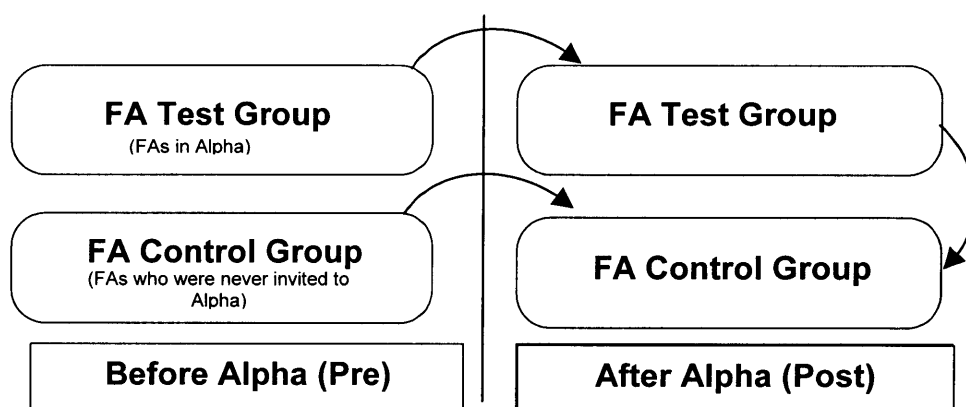 FA Test Group
(FAs in Alpha)
FA Test Group
FA Control Group
(FAs who were never invited to
Alpha)
FA Control Group
Before Alpha (Pre)
After Alpha (Post)